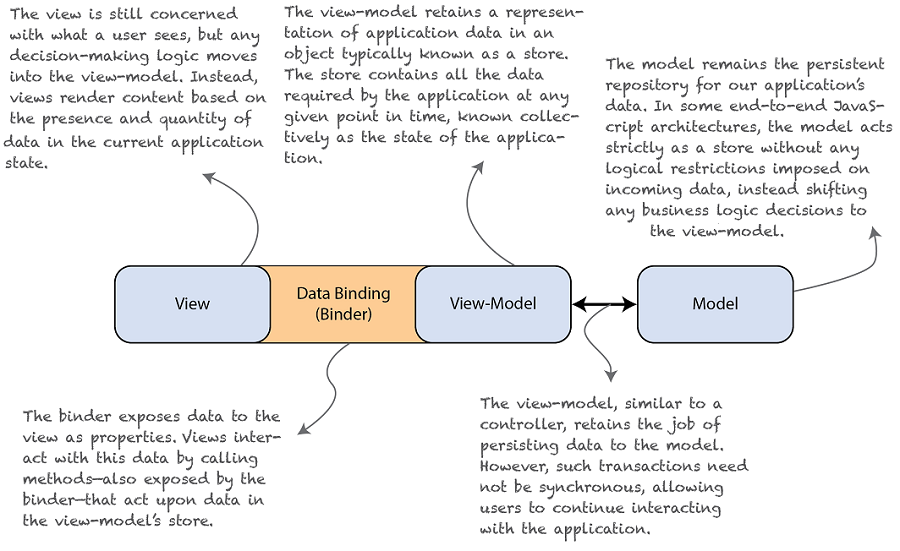 The view is still concerned
with what a user sees, but any
decision-making logic moves
into the view-model. Instead,
views render content based on
the presence and quantity of
data in the current application
state.
The view-model retains a represen-
tation of application data in an
object typically known as a store.
The store contains all the data
required by the application at any
given point in time, known collec-
tively as the state of the applica-
tion.
The model remains the persistent
repository for our application's
data. In some end-to-end JavaS-
cript architectures, the model acts
strictly as a store without any
logical restrictions imposed on
incoming data, instead shifting
any business logic decisions to
the view-model.
View
Data Binding
(Binder)
View-Model
Model
The binder exposes data to the
view as properties. Views inter-
act with this data by calling
methods—also exposed by the
binder—that act upon data in
the view-model's store.
The view-model, similar to a
controller, retains the job of
persisting data to the model.
However, such transactions need
not be synchronous, allowing
users to continue interacting
with the application.